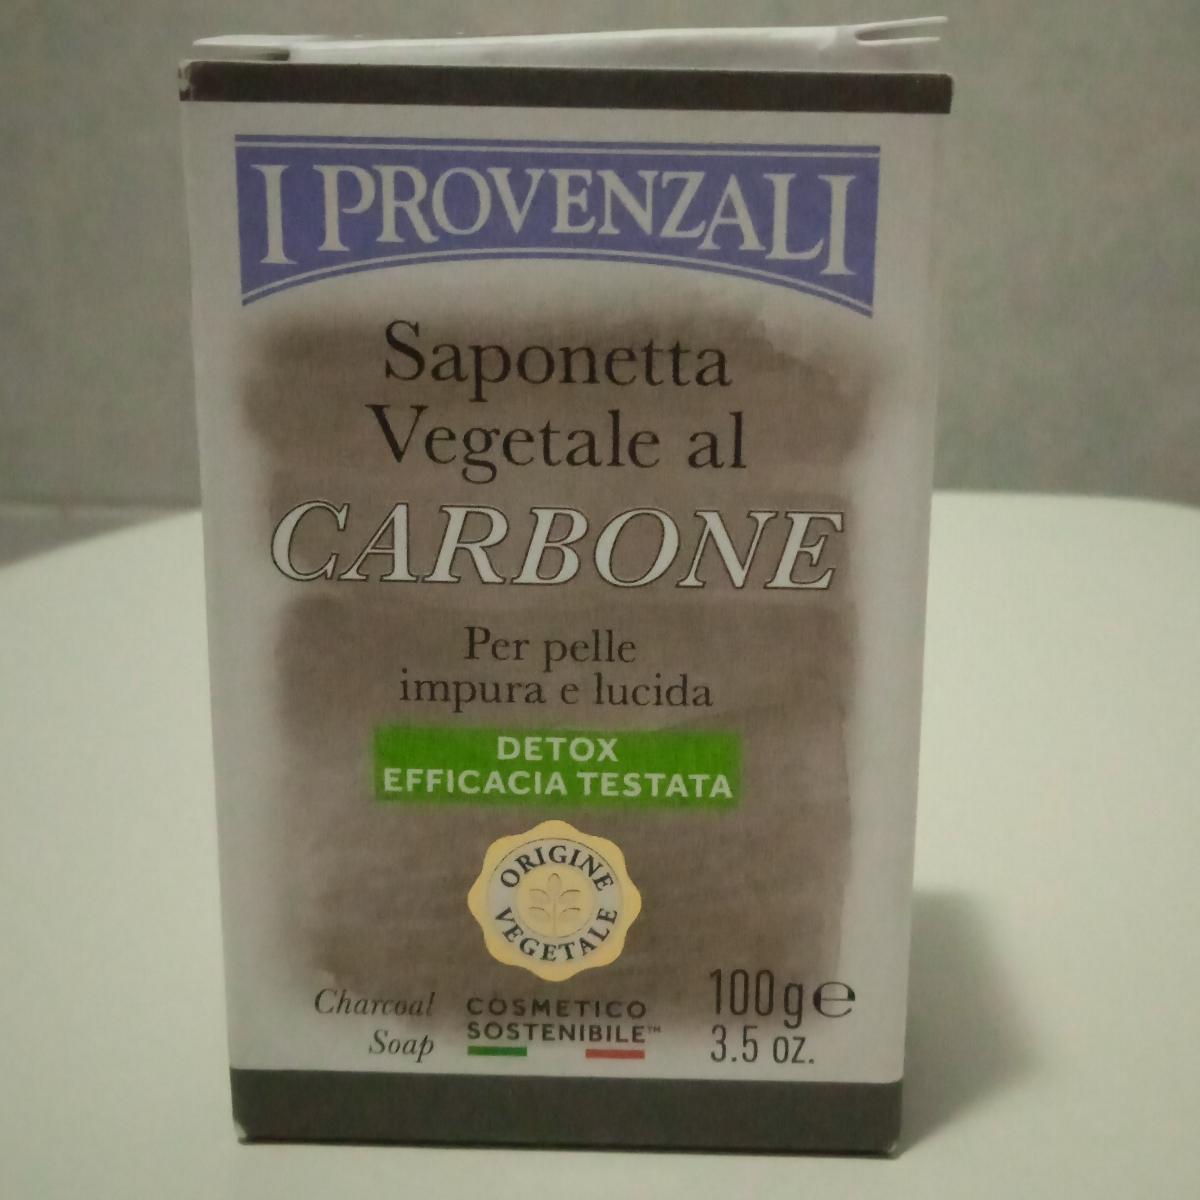 I PROVENZALI
Saponetta
Vegetale al
CARBONE
Per pelle
impura e lucida
DETOX
EFFICACIA TESTATA
ORIGINE
VEGETALE
Charcoal
Soap
COSMETICO
SOSTENIBILE™
100g℮
3.5 oz.